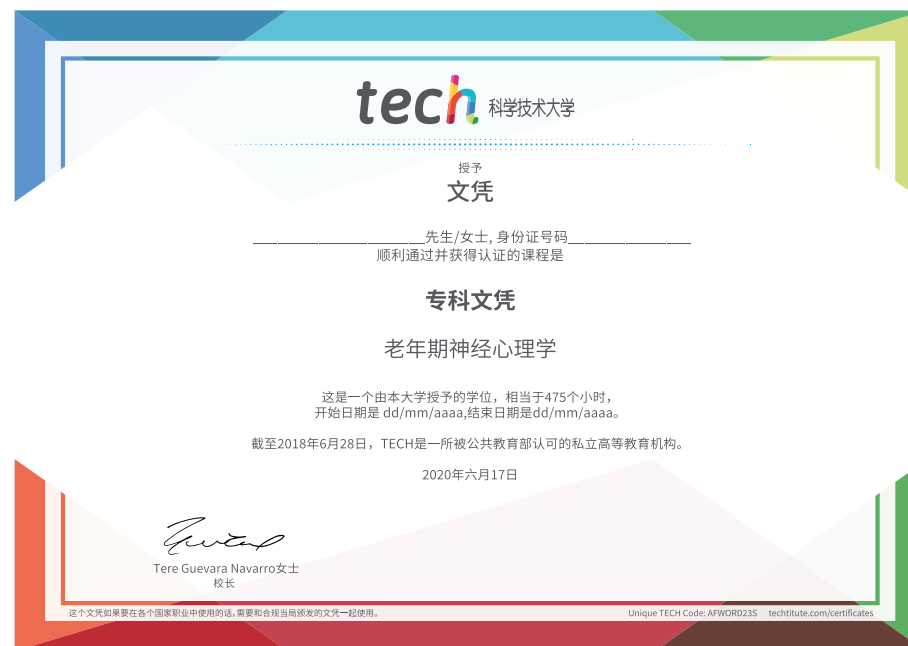 tech 科学技术大学
授予
文凭
______________________先生/女士, 身份证号码________________
顺利通过并获得认证的课程是
专科文凭
老年期神经心理学
这是一个由本大学授予的学位，相当于475个小时，
开始日期是 dd/mm/aaaa,结束日期是dd/mm/aaaa。
截至2018年6月28日，TECH是一所被公共教育部认可的私立高等教育机构。
2020年六月17日
Tere Guevara Navarro女士
校长
这个文凭如果要在各个国家职业中使用的话,需要和合规当局颁发的文凭一起使用。
Unique TECH Code: AFWORD23S techtitute.com/certificates